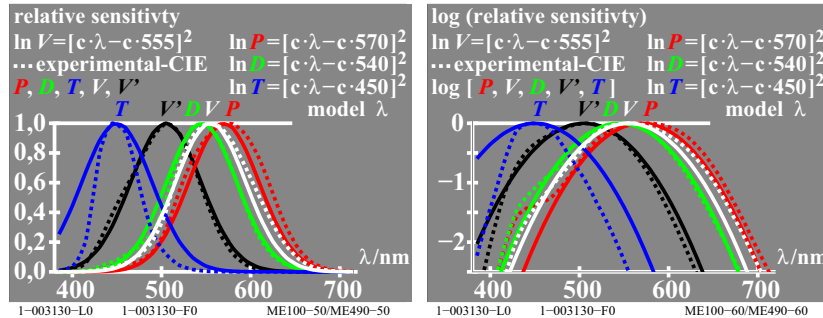 relative sensitivty
ln V=[c·λ−c·555]² ln P=[c·λ−c·570]²
experimental-CIE ln D=[c·λ−c·540]²
P, D, T, V, V' ln T=[c·λ−c·450]²
T V' D V P model λ
1,0
0,8
0,6
0,4
0,2
0,0
λ/nm
400 500 600 700
1-003130-L0 1-003130-F0 ME100-50/ME490-50
log (relative sensitivity)
ln V=[c·λ−c·555]² ln P=[c·λ−c·570]²
experimental-CIE ln D=[c·λ−c·540]²
log [ P, V, D, V', T ] ln T=[c·λ−c·450]²
T V' D V P model λ
0
−1
−2
λ/nm
400 500 600 700
1-003130-L0 1-003130-F0 ME100-60/ME490-60